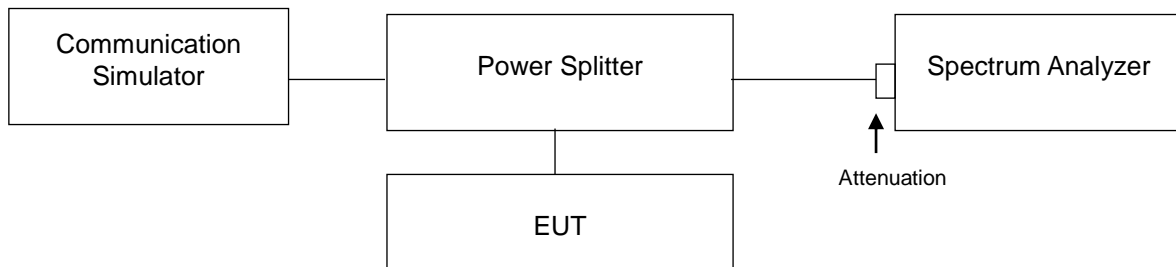 Communication
Simulator
Power Splitter
Spectrum Analyzer
Attenuation
EUT